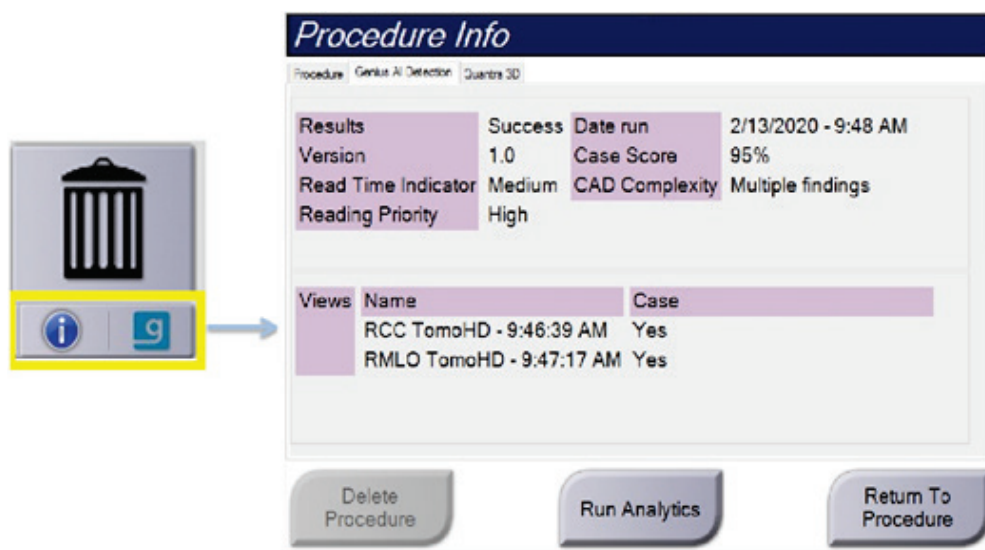 Procedure Info
Procedure Genius AI Detection Quantra 3D
Results Success Date run 2/13/2020 - 9:48 AM
Version 1.0 Case Score 95%
Read Time Indicator Medium CAD Complexity Multiple findings
Reading Priority High
i g
Views Name Case
RCC TomoHD - 9:46:39 AM Yes
RMLO TomoHD - 9:47:17 AM Yes
Delete
Procedure
Run Analytics
Return To
Procedure